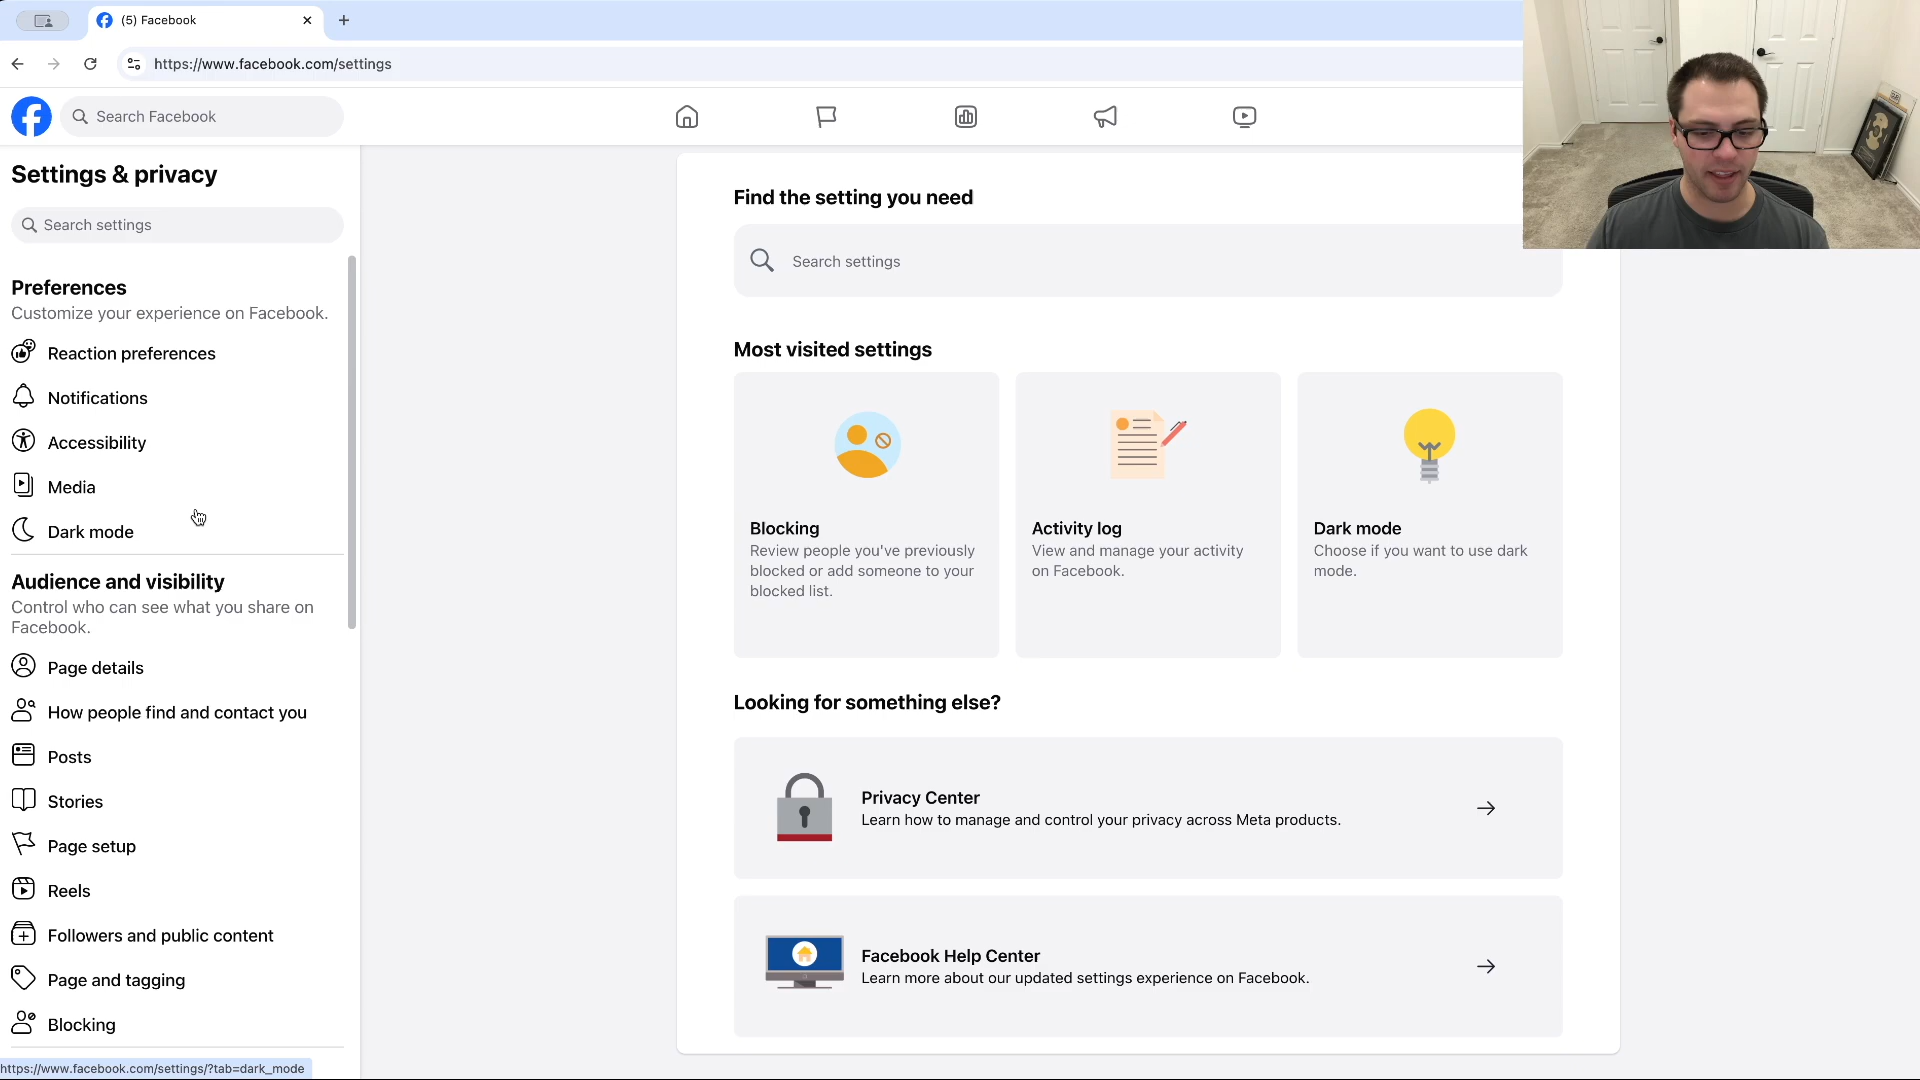 (5) Facebook
https://www.facebook.com/settings
Search Facebook
Settings & privacy
Search settings
Preferences
Customize your experience on Facebook.
Reaction preferences
Notifications
Accessibility
Media
Dark mode
Audience and visibility
Control who can see what you share on
Facebook.
Page details
How people find and contact you
Posts
Stories
Page setup
Reels
Followers and public content
Page and tagging
Blocking
https://www.facebook.com/settings/?tab=dark_mode
Find the setting you need
Search settings
Most visited settings
Blocking
Review people you've previously
blocked or add someone to your
blocked list.
Activity log
View and manage your activity
on Facebook.
Dark mode
Choose if you want to use dark
mode.
Looking for something else?
Privacy Center
Learn how to manage and control your privacy across Meta products.
Facebook Help Center
Learn more about our updated settings experience on Facebook.